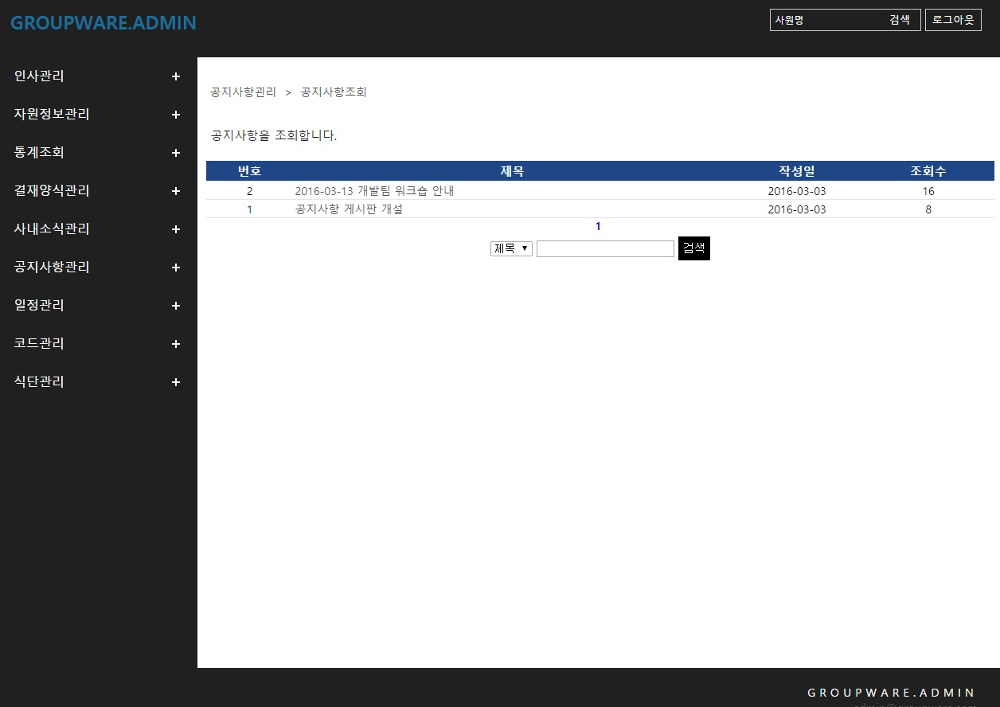 GROUPWARE.ADMIN
사원명 검색 로그아웃
인사관리 +
자원정보관리 +
통계조회 +
결재양식관리 +
사내소식관리 +
공지사항관리 +
일정관리 +
코드관리 +
식단관리 +
공지사항관리 > 공지사항조회
공지사항을 조회합니다.
번호 제목 작성일 조회수
2 2016-03-13 개발팀 워크숍 안내 2016-03-03 16
1 공지사항 게시판 개설 2016-03-03 8
1
제목 ▼ 검색
GROUPWARE.ADMIN